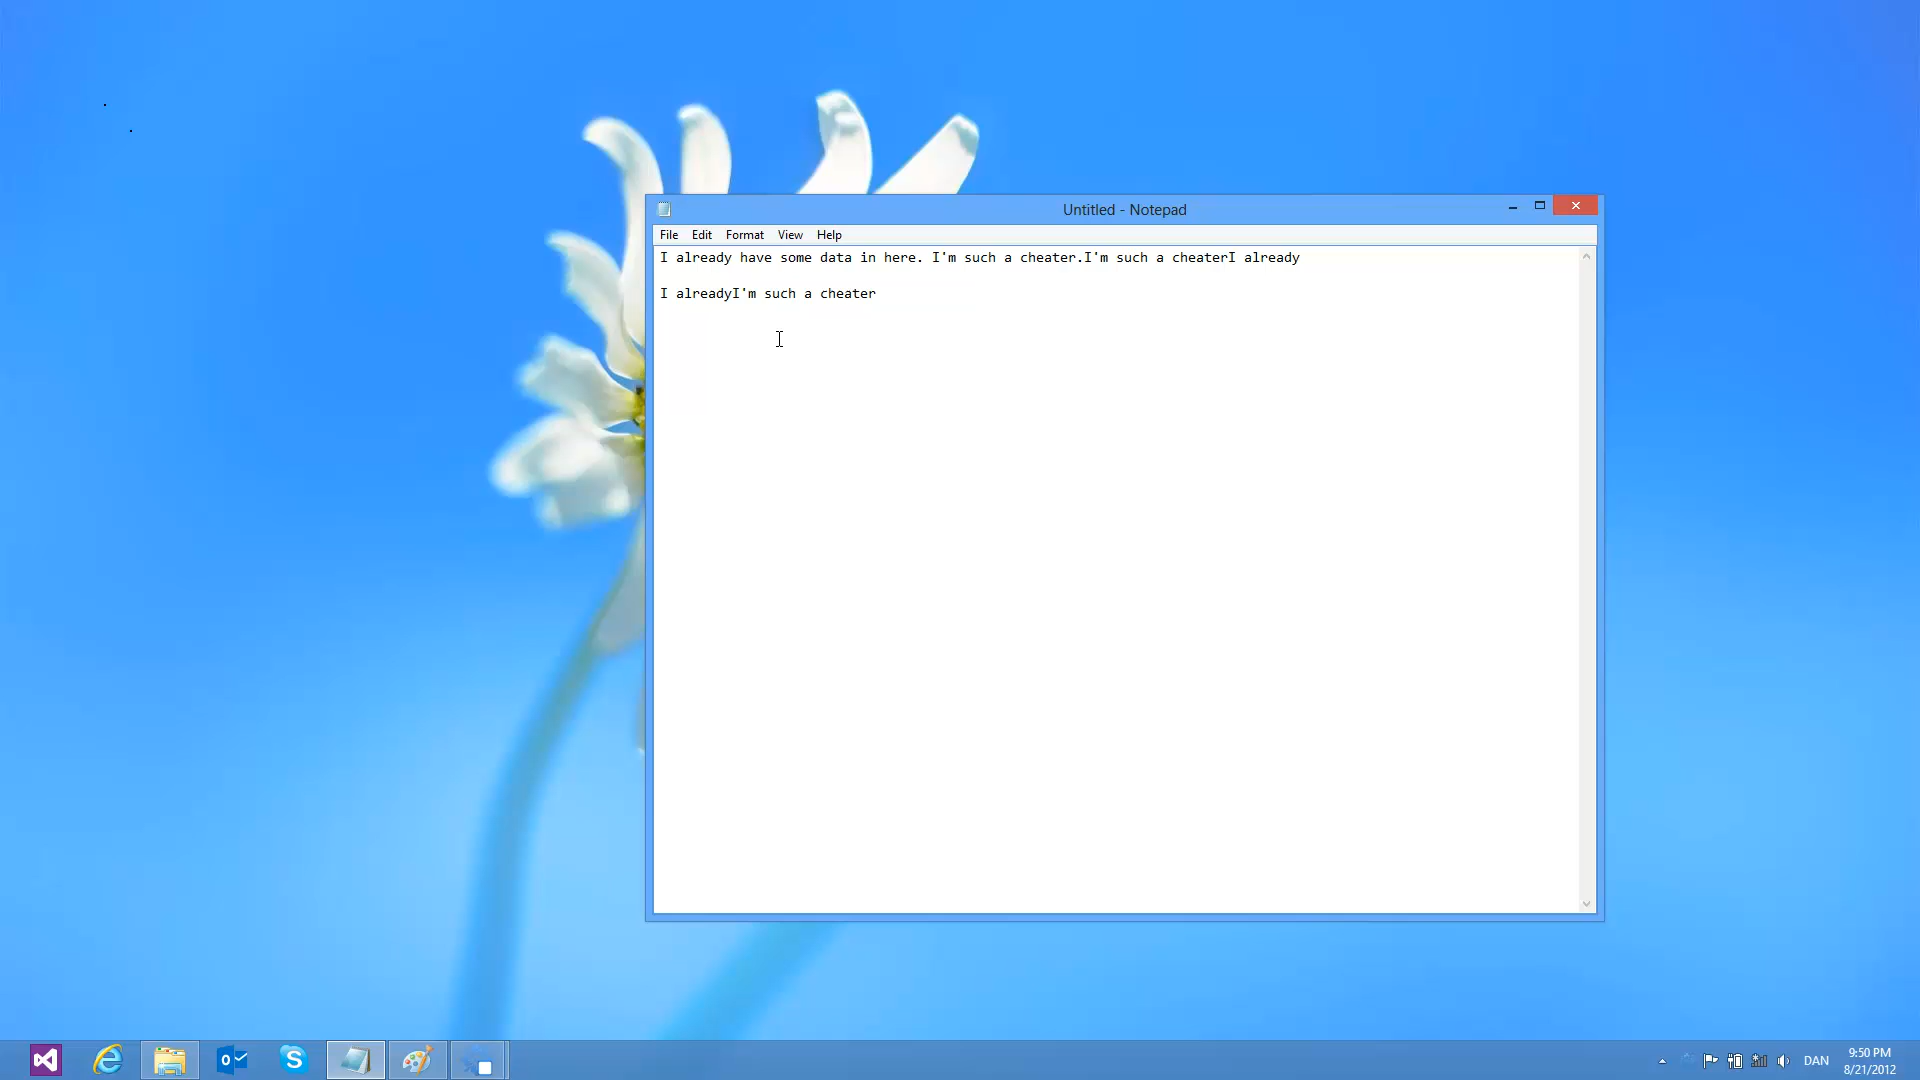 Untitled - Notepad
File Edit Format View Help
I already have some data in here. I'm such a cheater.I'm such a cheaterI already
I alreadyI'm such a cheater
DAN
9:50 PM
8/21/2012